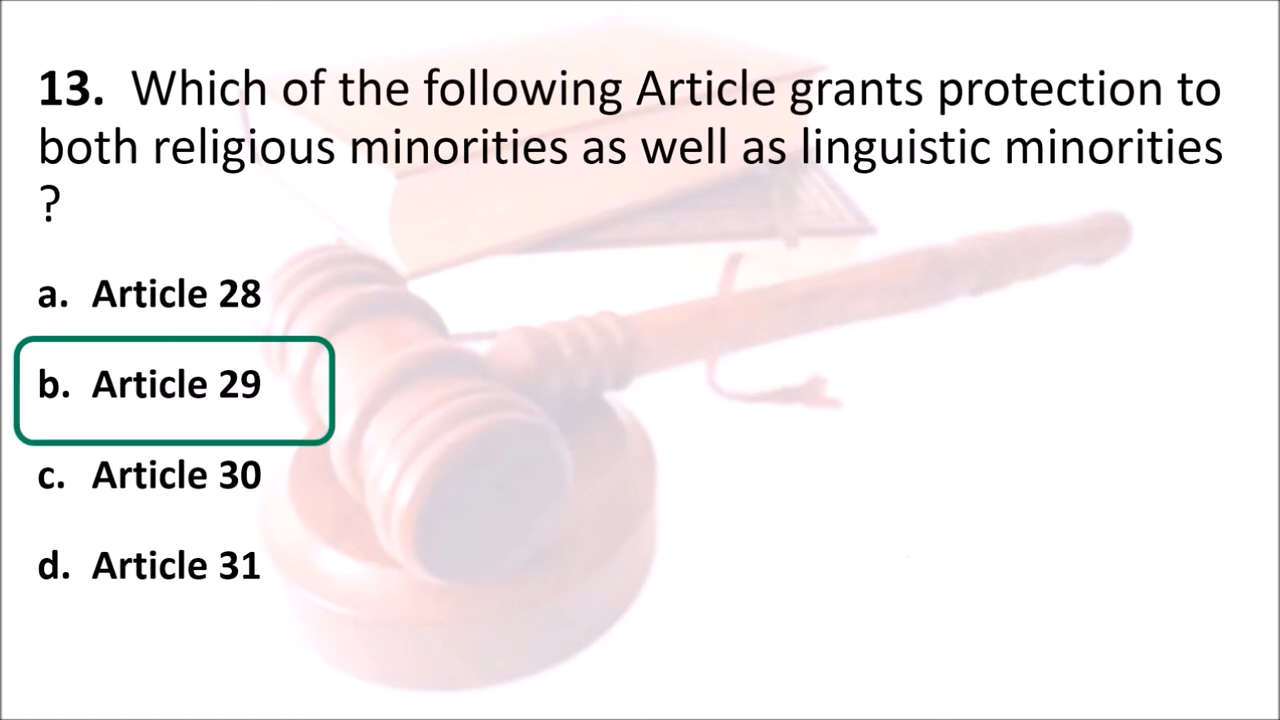 13. Which of the following Article grants protection to
both religious minorities as well as linguistic minorities
?
a. Article 28
b. Article 29
c. Article 30
d. Article 31